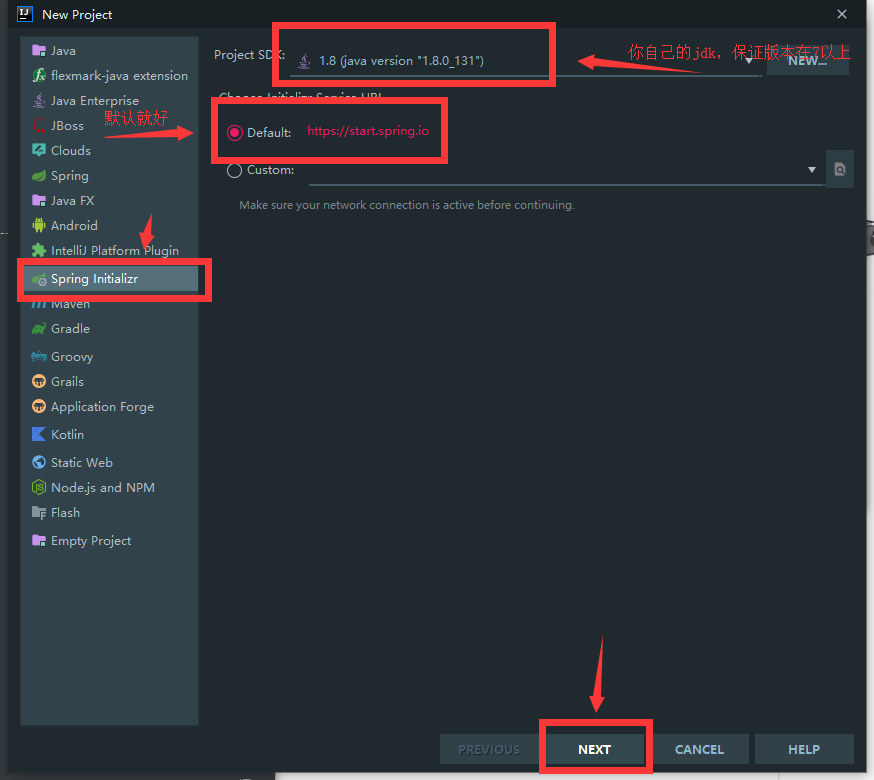 New Project
Java
flexmark-java extension
Java Enterprise
JBoss
Clouds
Spring
Java FX
Android
IntelliJ Platform Plugin
Spring Initializr
Maven
Gradle
Groovy
Grails
Application Forge
Kotlin
Static Web
Node.js and NPM
Flash
Empty Project
默认就好
Project SDK:
1.8 (java version "1.8.0_131")
你自己的jdk，保证版本在7以上
NEW...
Choose Initializr Service URL
Default:
https://start.spring.io
Custom:
Make sure your network connection is active before continuing.
PREVIOUS
NEXT
CANCEL
HELP